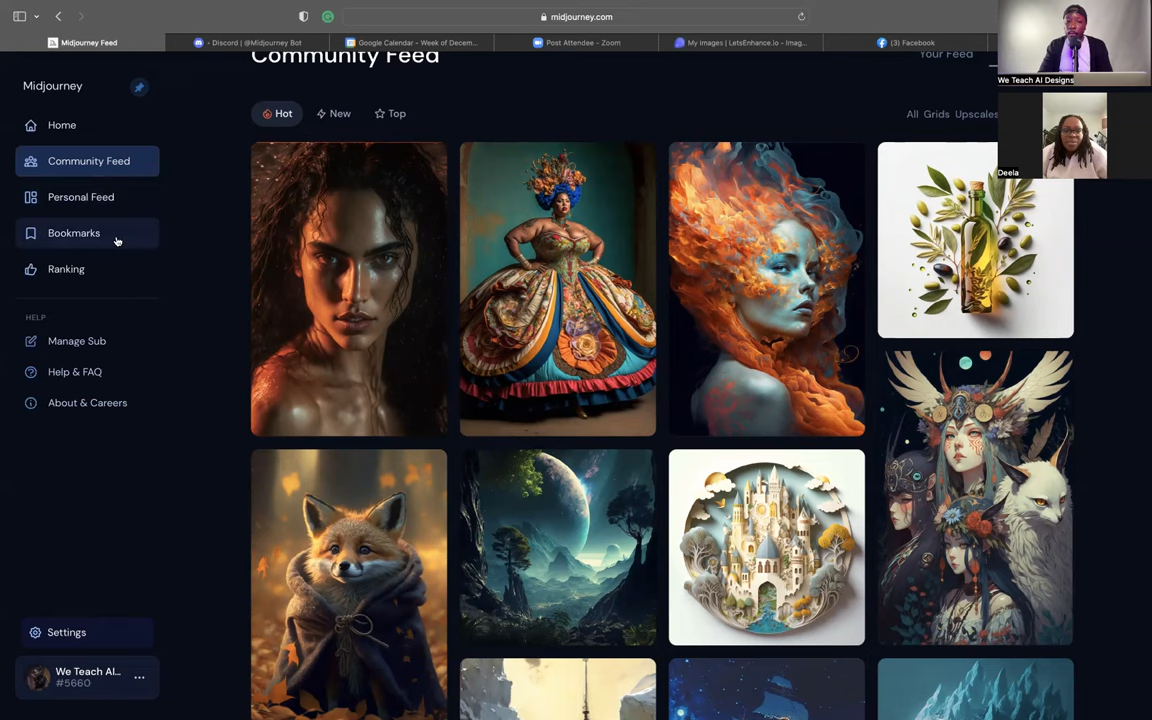 midjourney.com
Midjourney Feed
- Discord | @Midjourney Bot
Google Calendar - Week of Decem...
Post Attendee - Zoom
My images | LetsEnhance.io - Imag...
(3) Facebook
We Teach AI Designs
Deela
Midjourney
Home
Community Feed
Personal Feed
Bookmarks
Ranking
HELP
Manage Sub
Help & FAQ
About & Careers
Settings
We Teach AI...
#5660
Community Feed
Your Feed
Hot
New
Top
All Grids Upscales